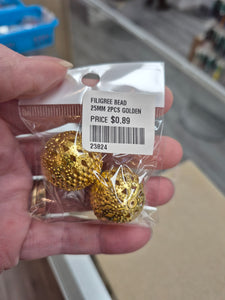 FILIGREE BEAD
25MM 2PCS GOLDEN
PRICE $0.89
23824